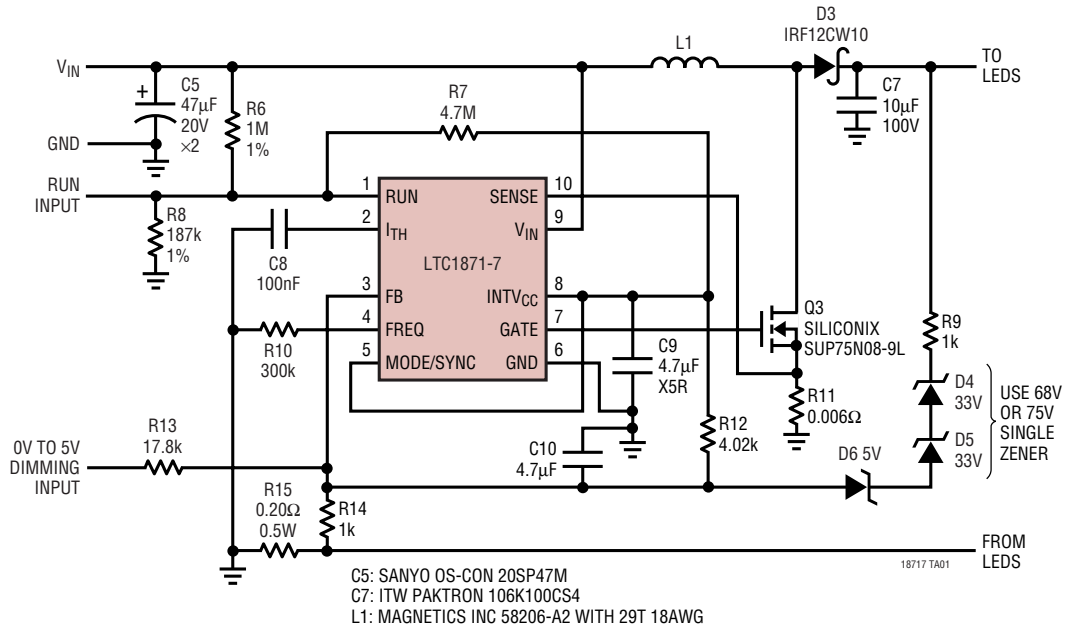 D3
IRF12CW10
L1
TO
LEDS
VIN
+
C5
47µF
20V
×2
R6
1M
1%
R7
4.7M
C7
10µF
100V
GND
RUN
INPUT
R8
187k
1%
C8
100nF
1
RUN
2
ITH
3
FB
4
FREQ
5
MODE/SYNC
LTC1871-7
SENSE
10
VIN
9
INTVCC
8
GATE
7
GND
6
R10
300k
Q3
SILICONIX
SUP75N08-9L
R9
1k
C9
4.7µF
X5R
R11
0.006Ω
D4
33V
D5
33V
USE 68V
OR 75V
SINGLE
ZENER
R12
4.02k
C10
4.7µF
D6 5V
0V TO 5V
DIMMING
INPUT
R13
17.8k
R15
0.20Ω
0.5W
R14
1k
FROM
LEDS
18717 TA01
C5: SANYO OS-CON 20SP47M
C7: ITW PAKTRON 106K100CS4
L1: MAGNETICS INC 58206-A2 WITH 29T 18AWG